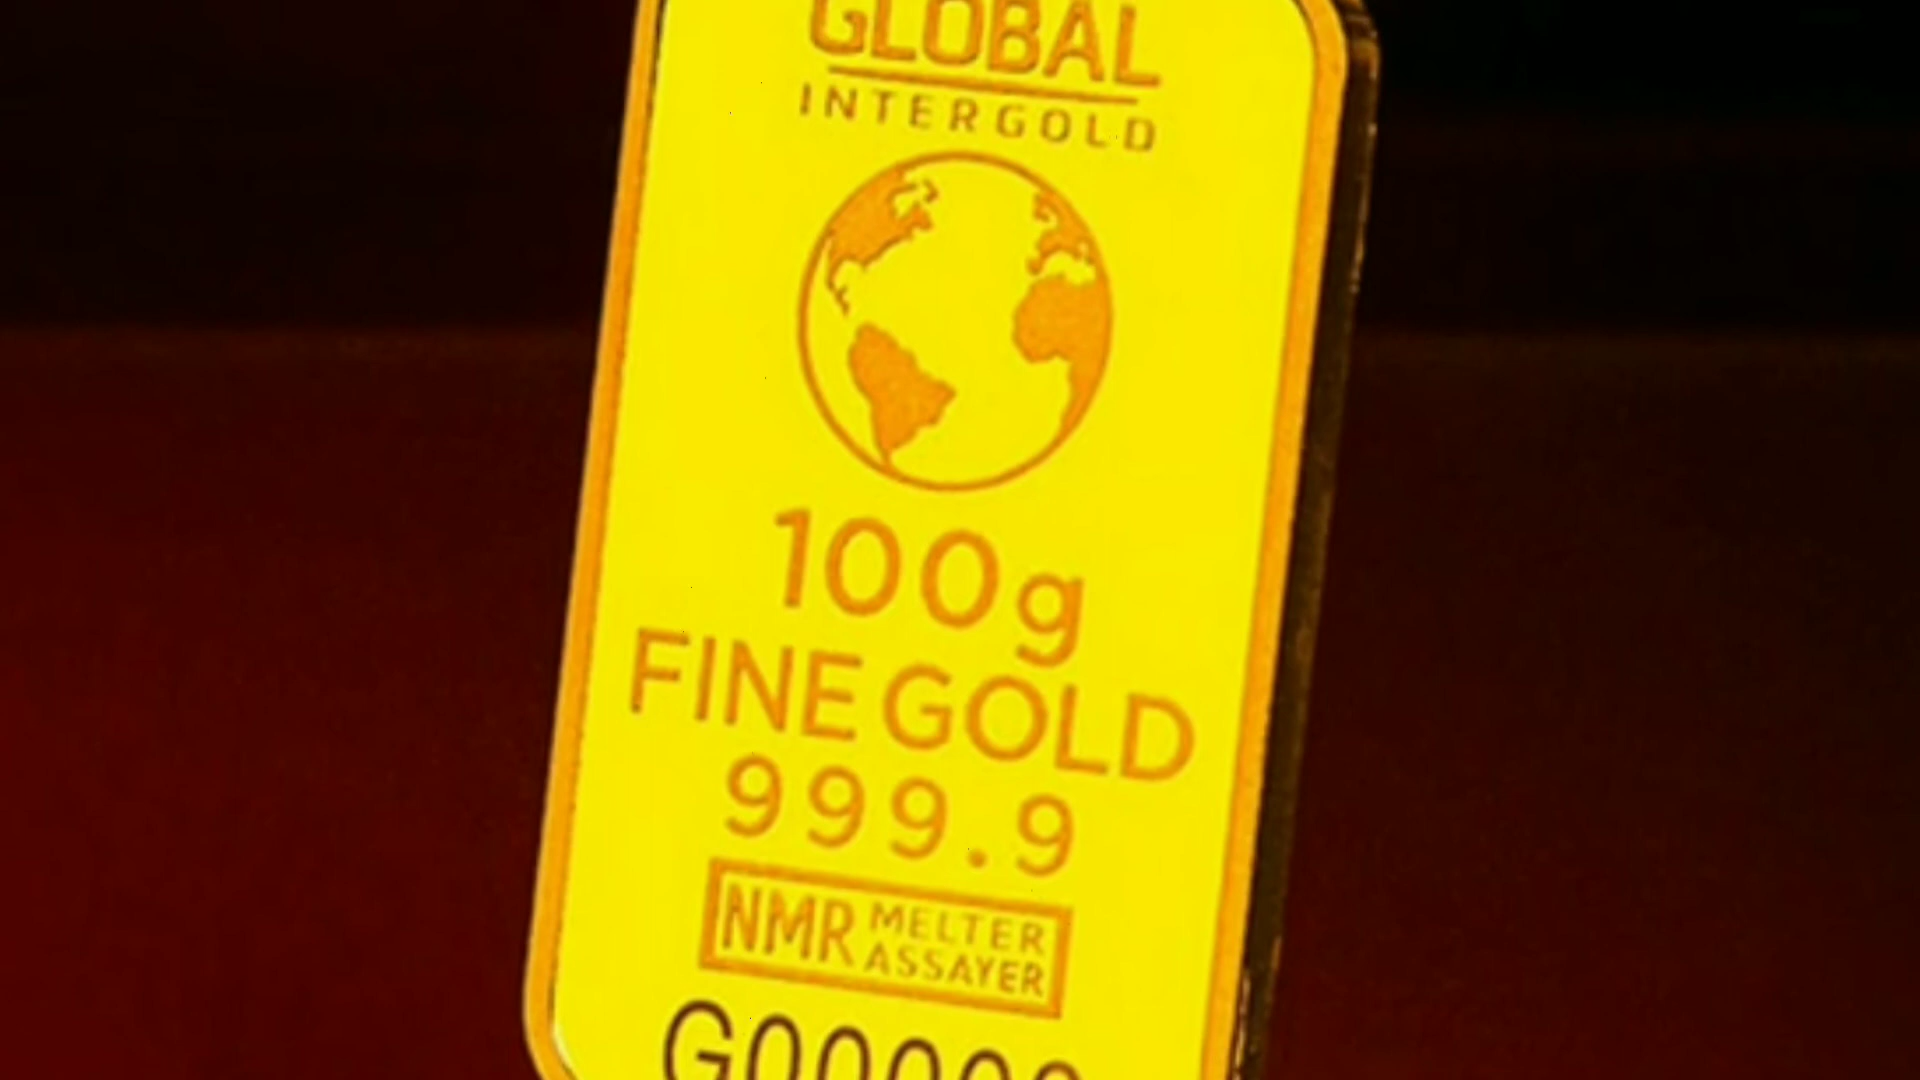 GLOBAL
INTERGOLD
100g
FINE GOLD
999.9
NMR MELTER
ASSAYER